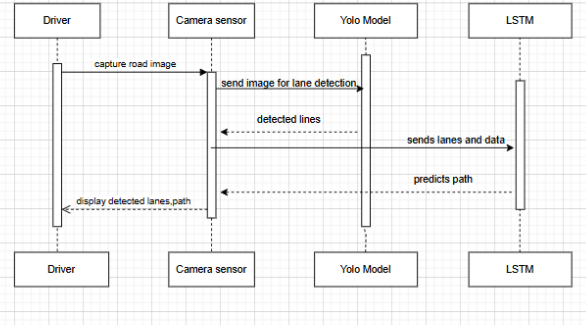 Driver
Camera sensor
Yolo Model
LSTM
capture road image
send image for lane detection
detected lines
sends lanes and data
predicts path
display detected lanes,path
Driver
Camera sensor
Yolo Model
LSTM